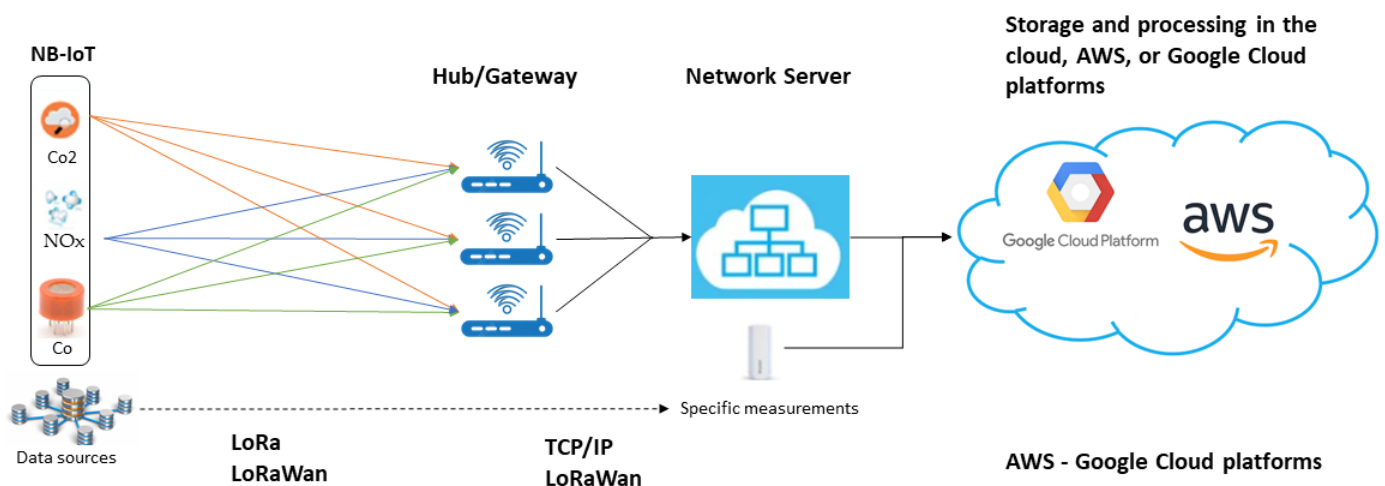 NB-IoT
Co2
NOx
Co
Data sources
Hub/Gateway
Network Server
Storage and processing in the
cloud, AWS, or Google Cloud
platforms
Google Cloud Platform
aws
Specific measurements
LoRa
LoRaWan
TCP/IP
LoRaWan
AWS - Google Cloud platforms